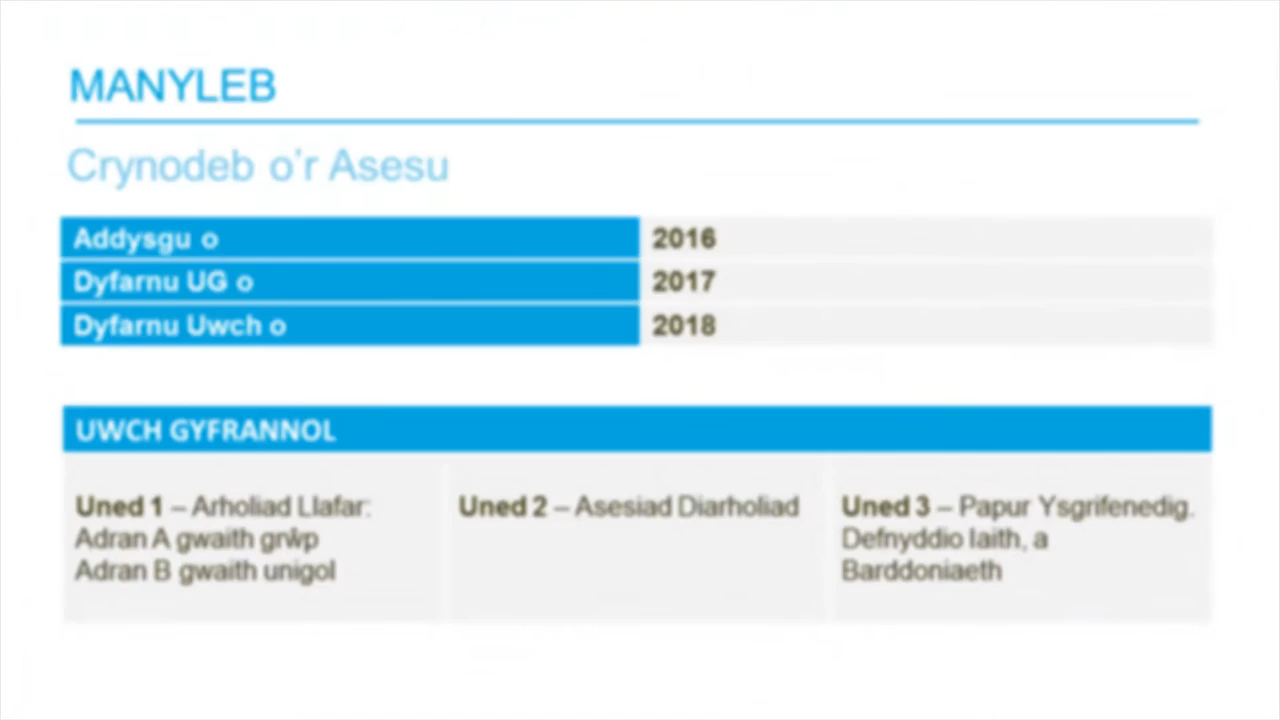 MANYLEB
Crynodeb o'r Asesu
Addysgu o 2016
Dyfarnu UG o 2017
Dyfarnu Uwch o 2018
UWCH GYFRANNOL
Uned 1 – Arholiad Llafar:
Adran A gwaith grŵp
Adran B gwaith unigol
Uned 2 – Asesiad Diarholiad
Uned 3 – Papur Ysgrifenedig.
Defnyddio Iaith, a
Barddoniaeth